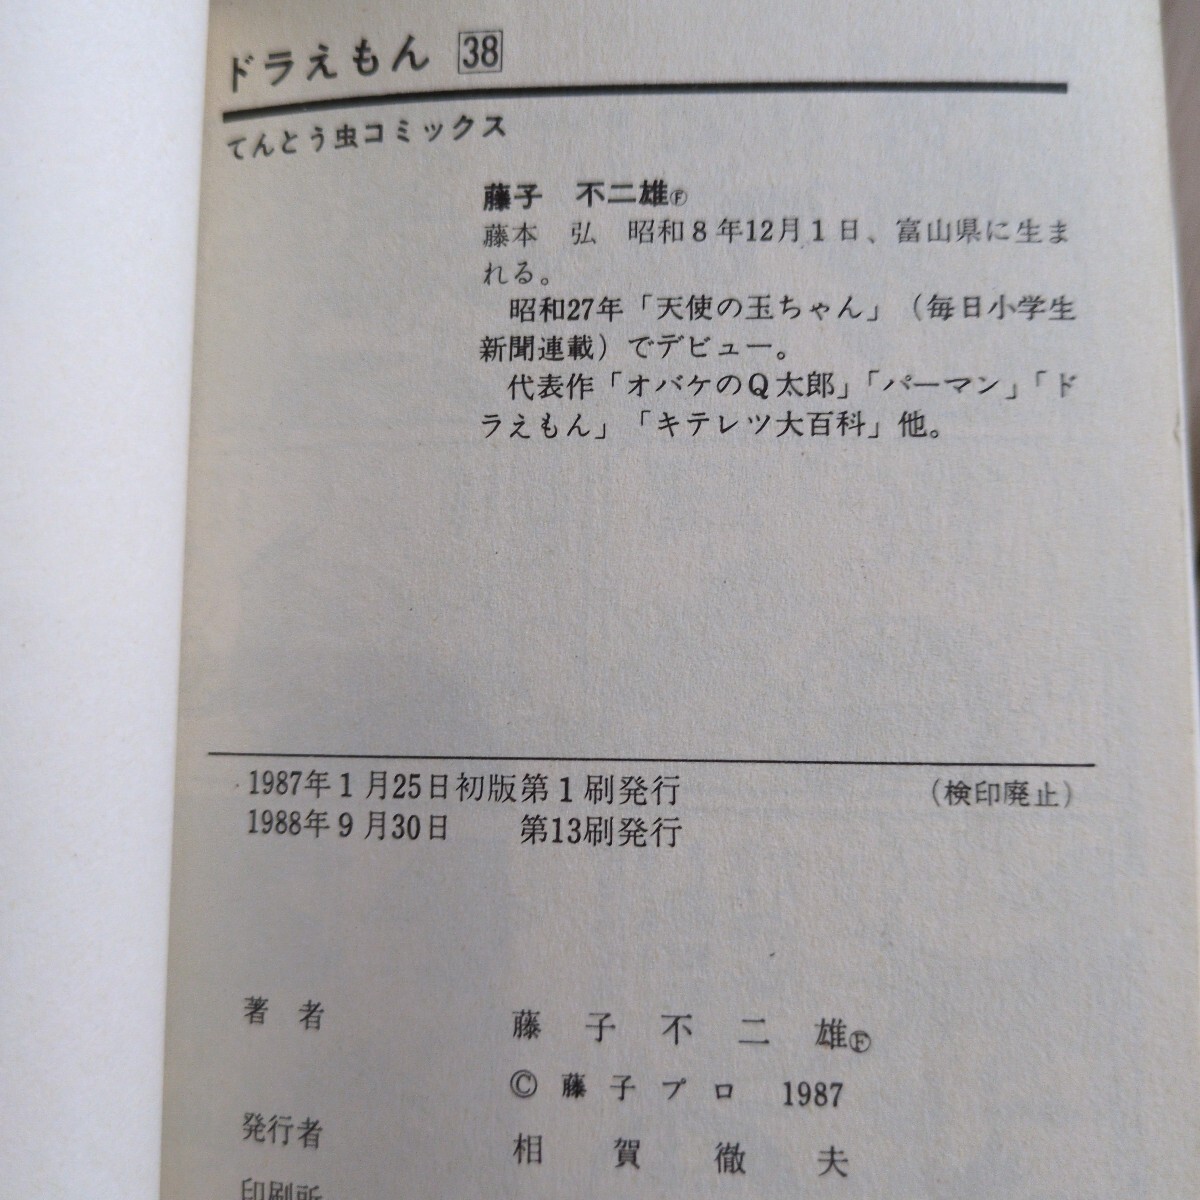 ドラえもん 38
てんとう虫コミックス
藤子 不二雄Ⓕ
藤本 弘 昭和8年12月1日、富山県に生ま
れる。
昭和27年「天使の玉ちゃん」（毎日小学生
新聞連載）でデビュー。
代表作「オバケのQ太郎」「パーマン」「ド
ラえもん」「キテレツ大百科」他。
1987年1月25日初版第1刷発行 （検印廃止）
1988年9月30日 第13刷発行
著者 藤子不二雄Ⓕ
© 藤子プロ 1987
発行者 相賀徹夫
印刷所